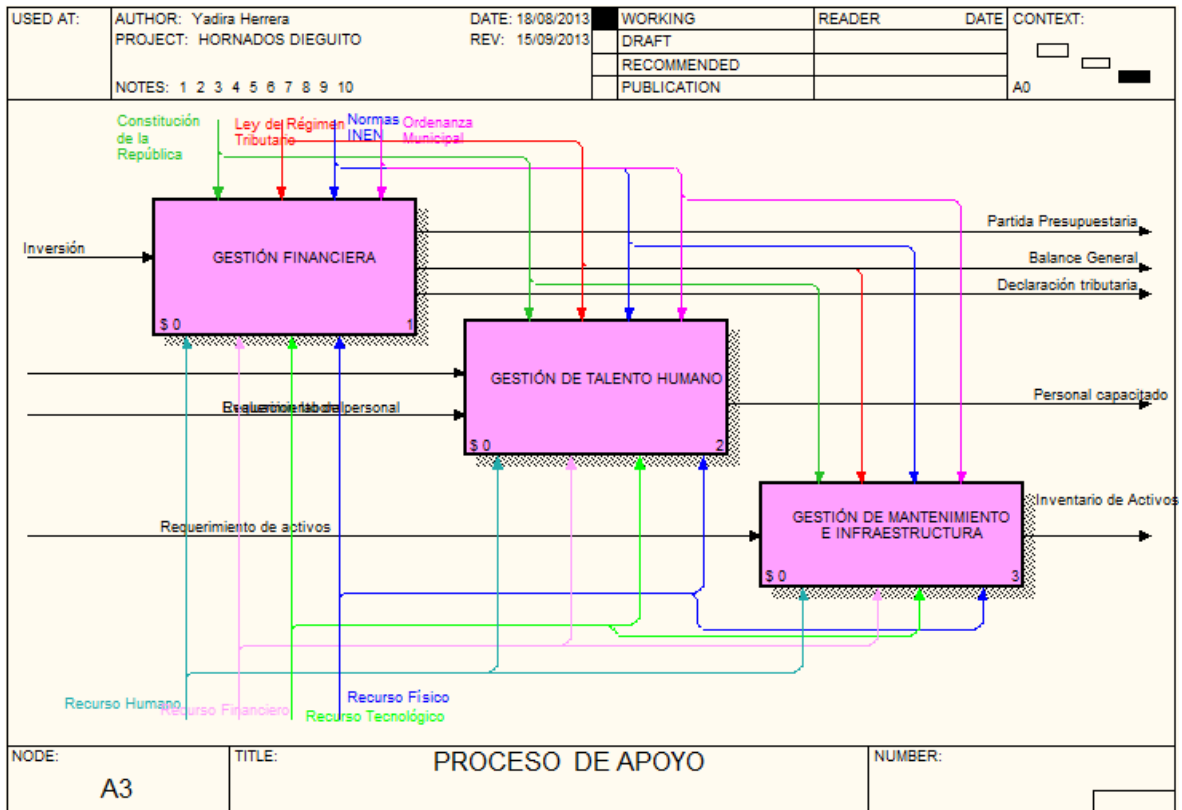 USED AT:
AUTHOR: Yadira Herrera
DATE: 18/08/2013
PROJECT: HORNADOS DIEGUITO
REV: 15/09/2013
NOTES: 1 2 3 4 5 6 7 8 9 10
WORKING
DRAFT
RECOMMENDED
PUBLICATION
READER
DATE
CONTEXT:
A0
Constitución
de la
República
Ley de Régimen
Tributario
Normas
INEN
Ordenanza
Municipal
Inversión
GESTIÓN FINANCIERA
$ 0
1
Partida Presupuestaria
Balance General
Declaración tributaria
GESTIÓN DE TALENTO HUMANO
$ 0
2
personal
Personal capacitado
Requerimiento de activos
GESTIÓN DE MANTENIMIENTO
E INFRAESTRUCTURA
$ 0
3
Inventario de Activos
Recurso Humano
Recurso Financiero
Recurso Físico
Recurso Tecnológico
NODE:
A3
TITLE:
PROCESO DE APOYO
NUMBER: